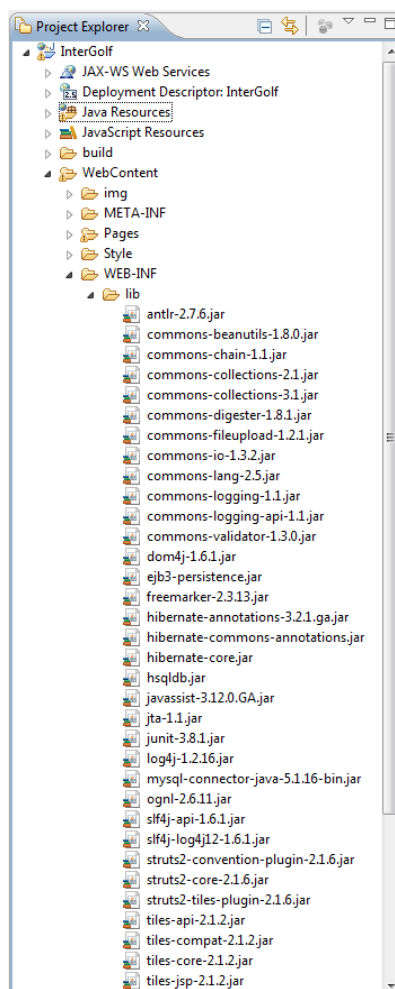 Project Explorer
InterGolf
JAX-WS Web Services
2.5 Deployment Descriptor: InterGolf
Java Resources
JavaScript Resources
build
WebContent
img
META-INF
Pages
Style
WEB-INF
lib
antlr-2.7.6.jar
commons-beanutils-1.8.0.jar
commons-chain-1.1.jar
commons-collections-2.1.jar
commons-collections-3.1.jar
commons-digester-1.8.1.jar
commons-fileupload-1.2.1.jar
commons-io-1.3.2.jar
commons-lang-2.5.jar
commons-logging-1.1.jar
commons-logging-api-1.1.jar
commons-validator-1.3.0.jar
dom4j-1.6.1.jar
ejb3-persistence.jar
freemarker-2.3.13.jar
hibernate-annotations-3.2.1.ga.jar
hibernate-commons-annotations.jar
hibernate-core.jar
hsqldb.jar
javassist-3.12.0.GA.jar
jta-1.1.jar
junit-3.8.1.jar
log4j-1.2.16.jar
mysql-connector-java-5.1.16-bin.jar
ognl-2.6.11.jar
slf4j-api-1.6.1.jar
slf4j-log4j12-1.6.1.jar
struts2-convention-plugin-2.1.6.jar
struts2-core-2.1.6.jar
struts2-tiles-plugin-2.1.6.jar
tiles-api-2.1.2.jar
tiles-compat-2.1.2.jar
tiles-core-2.1.2.jar
tiles-jsp-2.1.2.jar